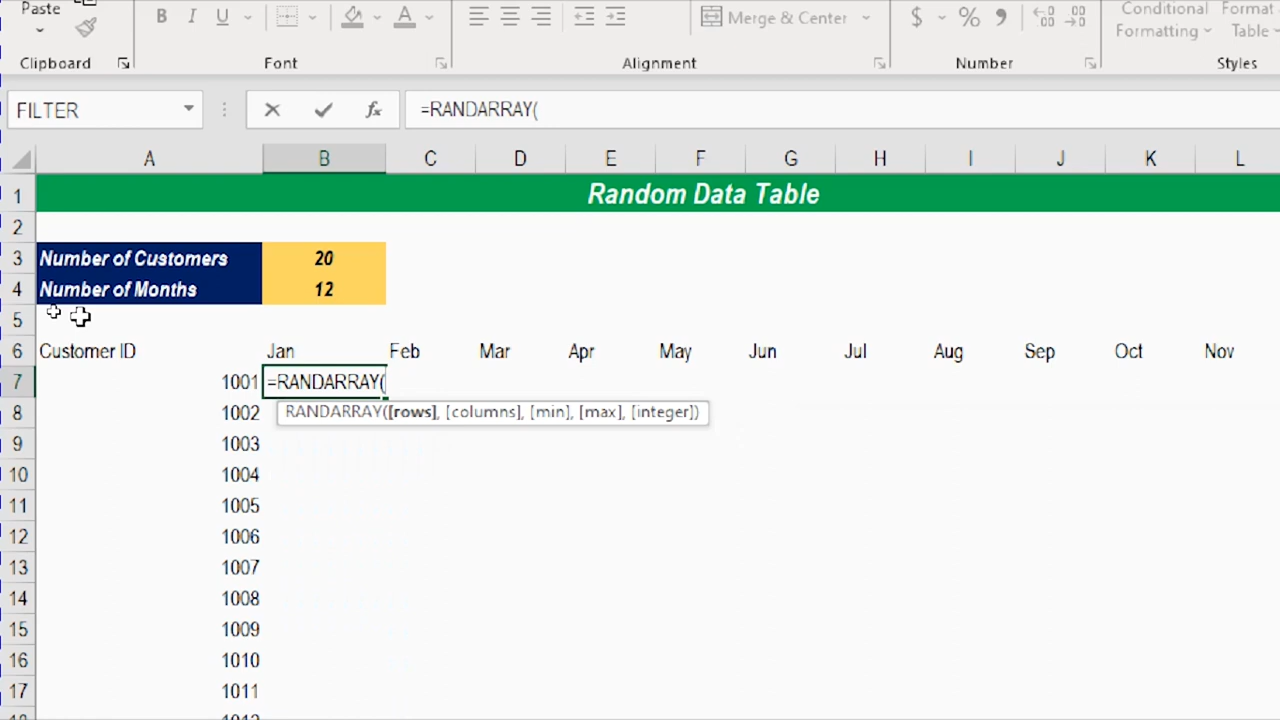 Paste
B I U A Merge & Center $ % 9 Conditional Format
Formatting Table
Clipboard Font Alignment Number Styles
FILTER fx =RANDARRAY(
A B C D E F G H I J K L
1 Random Data Table
2
3 Number of Customers 20
4 Number of Months 12
5
6 Customer ID Jan Feb Mar Apr May Jun Jul Aug Sep Oct Nov
7 1001 =RANDARRAY(
8 1002 RANDARRAY([rows], [columns], [min], [max], [integer])
9 1003
10 1004
11 1005
12 1006
13 1007
14 1008
15 1009
16 1010
17 1011